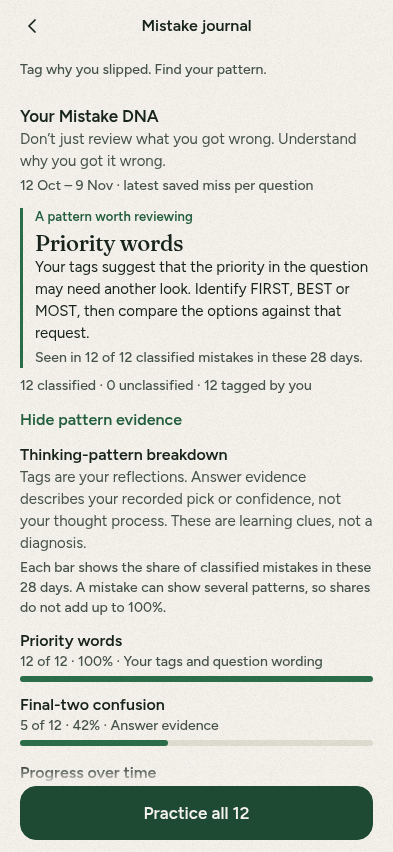 Mistake journal
Tag why you slipped. Find your pattern.
Your Mistake DNA
Don’t just review what you got wrong. Understand
why you got it wrong.
12 Oct – 9 Nov · latest saved miss per question
A pattern worth reviewing
Priority words
Your tags suggest that the priority in the question
may need another look. Identify FIRST, BEST or
MOST, then compare the options against that
request.
Seen in 12 of 12 classified mistakes in these 28 days.
12 classified · 0 unclassified · 12 tagged by you
Hide pattern evidence
Thinking-pattern breakdown
Tags are your reflections. Answer evidence
describes your recorded pick or confidence, not
your thought process. These are learning clues, not a
diagnosis.
Each bar shows the share of classified mistakes in these
28 days. A mistake can show several patterns, so shares
do not add up to 100%.
Priority words
12 of 12 · 100% · Your tags and question wording
Final-two confusion
5 of 12 · 42% · Answer evidence
Progress over time
Practice all 12